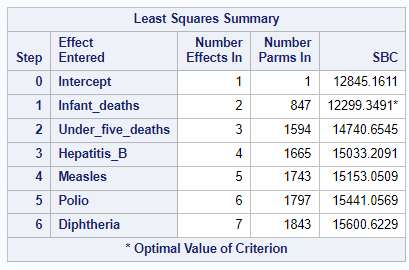 Least Squares Summary
Step Effect Entered Number Effects In Number Parms In SBC
0 Intercept 1 1 12845.1611
1 Infant_deaths 2 847 12299.3491*
2 Under_five_deaths 3 1594 14740.6545
3 Hepatitis_B 4 1665 15033.2091
4 Measles 5 1743 15153.0509
5 Polio 6 1797 15441.0569
6 Diphtheria 7 1843 15600.6229
* Optimal Value of Criterion